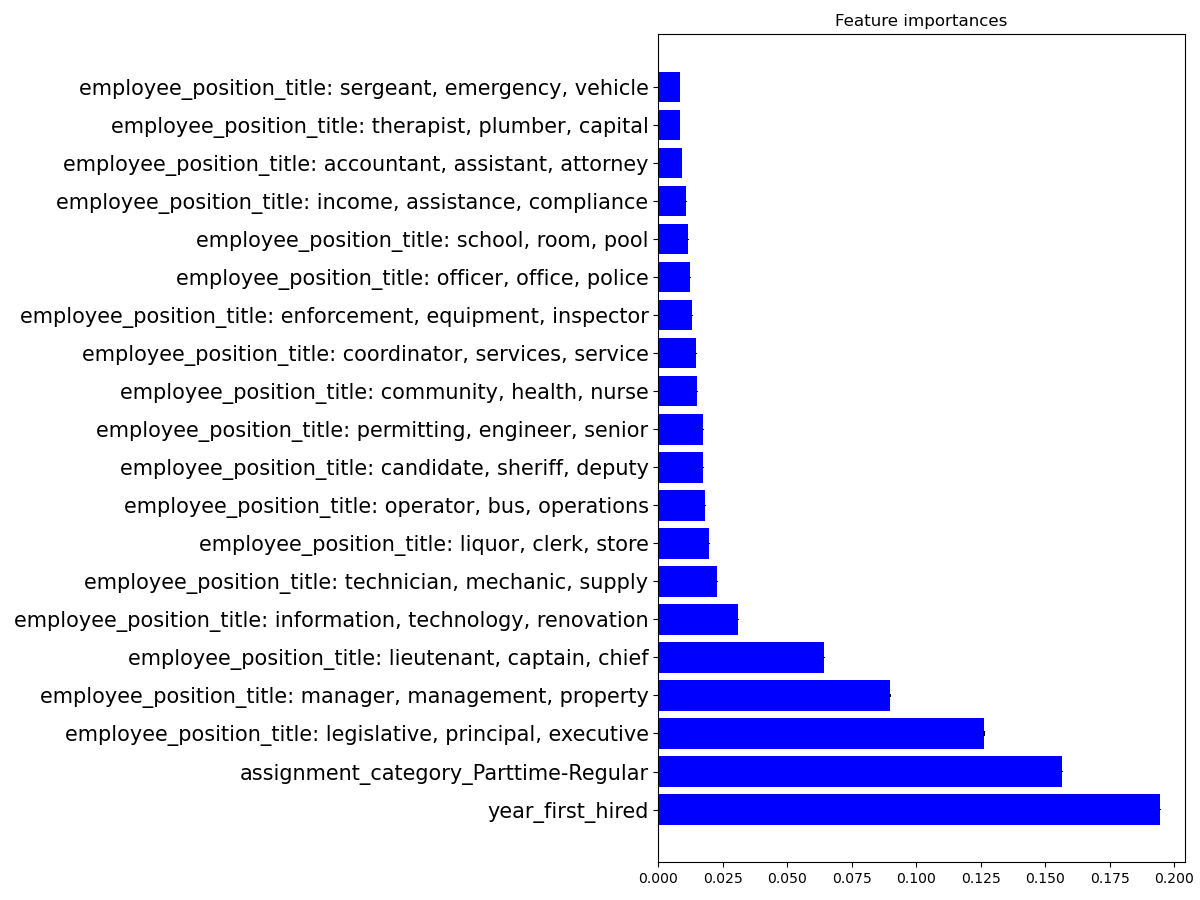 Feature importances
employee_position_title: sergeant, emergency, vehicle
employee_position_title: therapist, plumber, capital
employee_position_title: accountant, assistant, attorney
employee_position_title: income, assistance, compliance
employee_position_title: school, room, pool
employee_position_title: officer, office, police
employee_position_title: enforcement, equipment, inspector
employee_position_title: coordinator, services, service
employee_position_title: community, health, nurse
employee_position_title: permitting, engineer, senior
employee_position_title: candidate, sheriff, deputy
employee_position_title: operator, bus, operations
employee_position_title: liquor, clerk, store
employee_position_title: technician, mechanic, supply
employee_position_title: information, technology, renovation
employee_position_title: lieutenant, captain, chief
employee_position_title: manager, management, property
employee_position_title: legislative, principal, executive
assignment_category_Parttime-Regular
year_first_hired
0.000 0.025 0.050 0.075 0.100 0.125 0.150 0.175 0.200